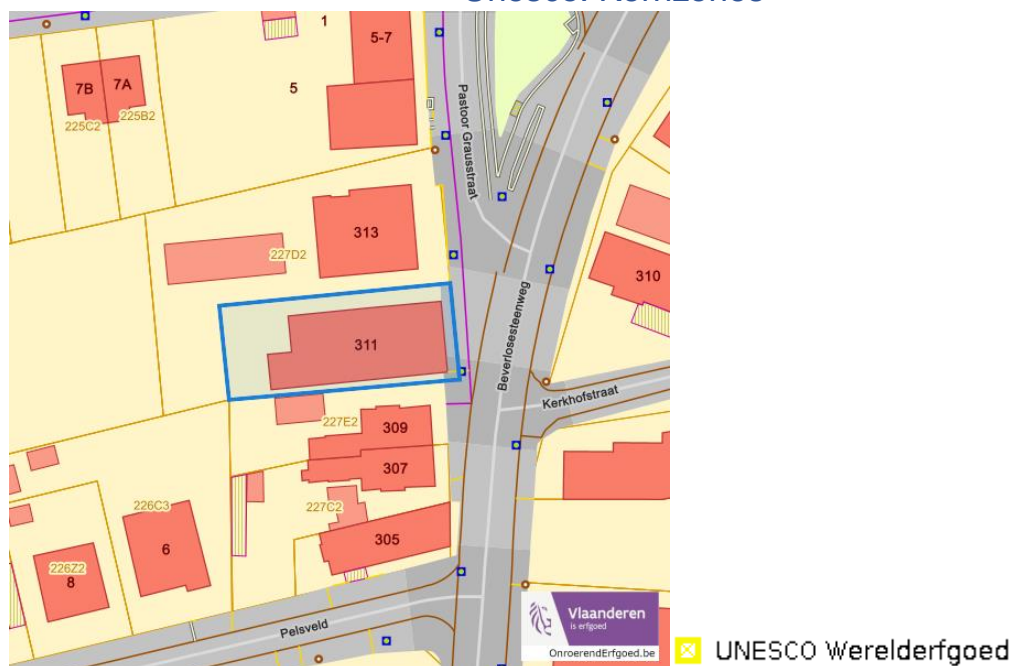 1
5-7
7B
7A
5
225C2
225B2
Pastoor Grausstraat
313
227D2
310
311
Beverlosesteenweg
Kerkhofstraat
309
227E2
307
226C3
227C2
305
6
226Z2
8
Pelsveld
Vlaanderen
is erfgoed
OnroerendErfgoed.be
UNESCO Werelderfgoed